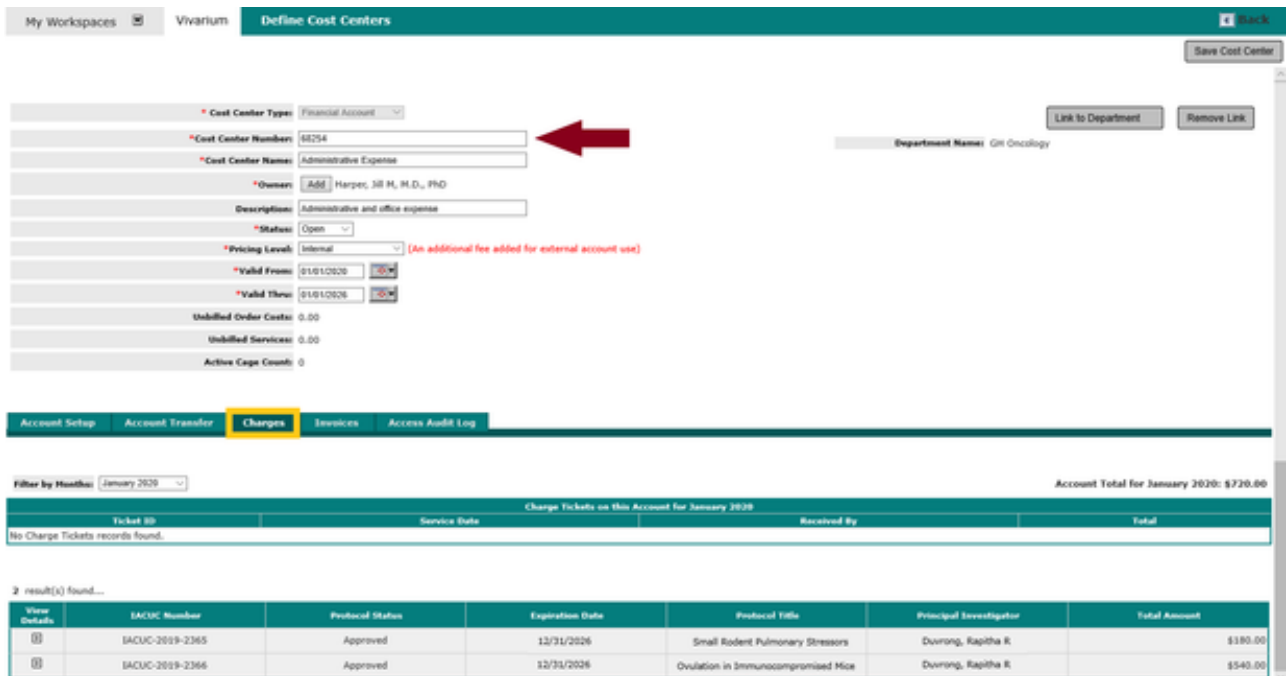 My Workspaces Vivarium Define Cost Centers Back
Save Cost Center
* Cost Center Type: Financial Account
Link to Department Remove Link
*Cost Center Number: 68254
Department Name: GH Oncology
*Cost Center Name: Administrative Expense
*Owner: Add Harper, Jill M, M.D., PhD
Description: Administrative and office expense
*Status: Open
*Pricing Level: Internal (An additional fee added for external account use)
*Valid From: 01/01/2020
*Valid Thru: 01/01/2026
Unbilled Order Costs: 0.00
Unbilled Services: 0.00
Active Cage Count: 0
Account Setup Account Transfer Charges Invoices Access Audit Log
Filter by Months: January 2020 Account Total for January 2020: $720.00
Charge Tickets on this Account for January 2020
Ticket ID Service Date Received By Total
No Charge Tickets records found.
2 result(s) found...
View Details IACUC Number Protocol Status Expiration Date Protocol Title Principal Investigator Total Amount
IACUC-2019-2365 Approved 12/31/2026 Small Rodent Pulmonary Stressors Duvrong, Rapitha R $180.00
IACUC-2019-2366 Approved 12/31/2026 Ovulation in Immunocompromised Mice Duvrong, Rapitha R $540.00